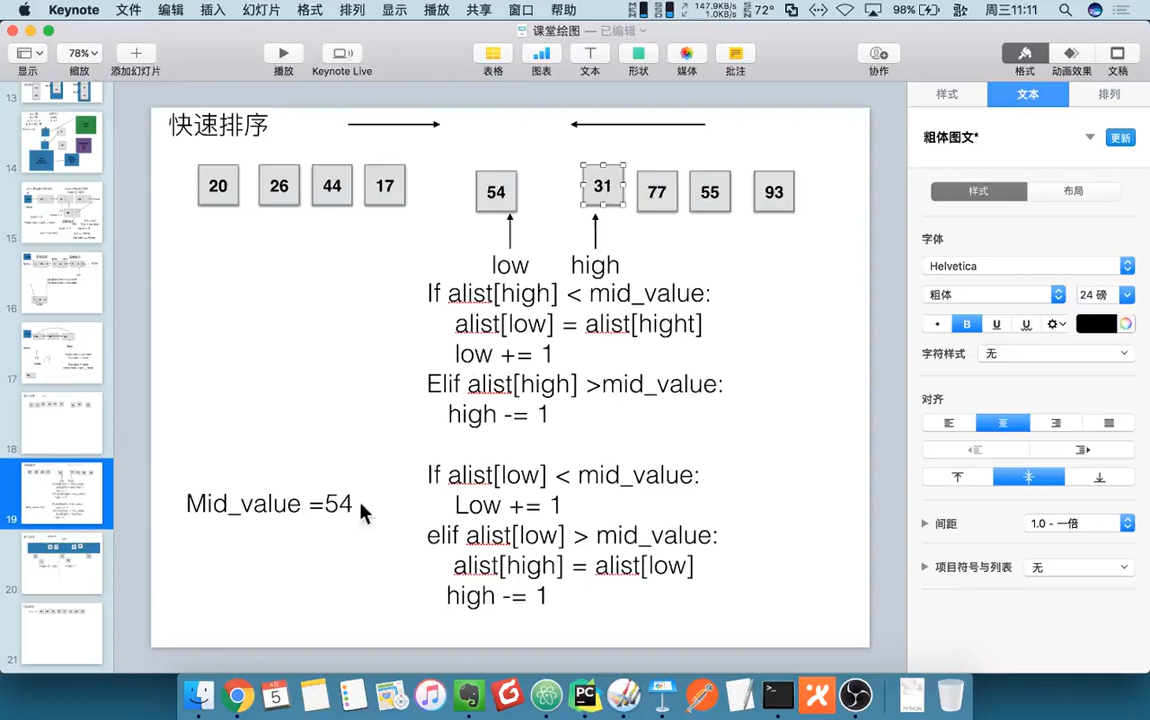 Keynote 文件 编辑 插入 幻灯片 格式 排列 显示 播放 共享 窗口 帮助 147.9KB/s 1.0KB/s 72° 98% 周三11:11
课堂绘图 — 已编辑
78%
显示 缩放 添加幻灯片 播放 Keynote Live 表格 图表 文本 形状 媒体 批注 协作 格式 动画效果 文稿
13
14
15
16
17
18
19
20
21
快速排序
20 26 44 17 54 31 77 55 93
low high
If alist[high] < mid_value:
alist[low] = alist[hight]
low += 1
Elif alist[high] >mid_value:
high -= 1
If alist[low] < mid_value:
Mid_value =54
Low += 1
elif alist[low] > mid_value:
alist[high] = alist[low]
high -= 1
样式 文本 排列
粗体图文* 更新
样式 布局
字体
Helvetica
粗体 24 磅
B U U
字符样式 无
对齐
间距 1.0 - 一倍
项目符号与列表 无
5
PC